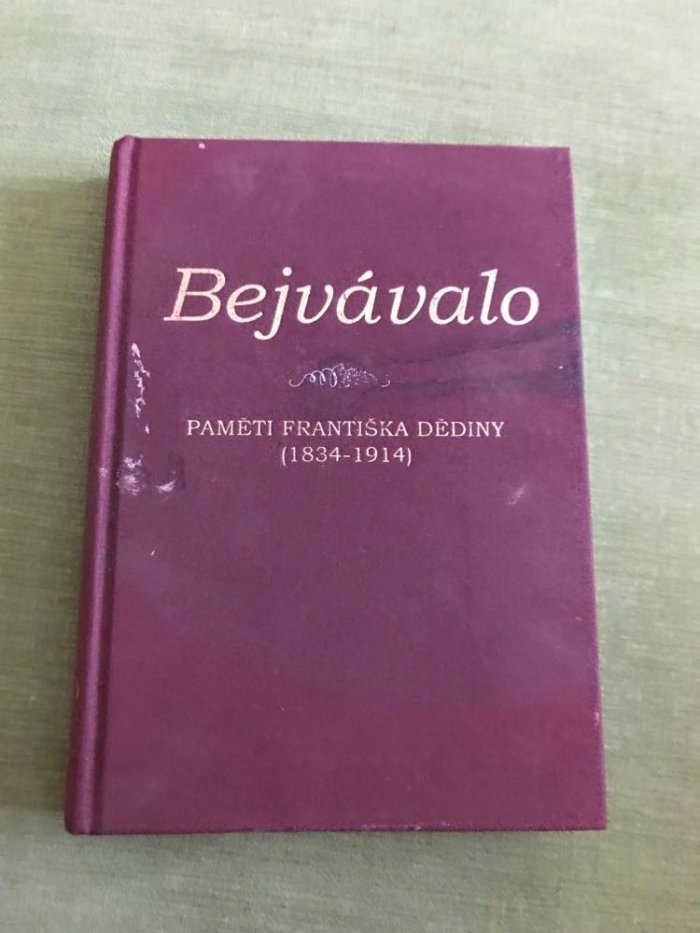 Bejvávalo
PAMĚTI FRANTIŠKA DĚDINY
(1834-1914)